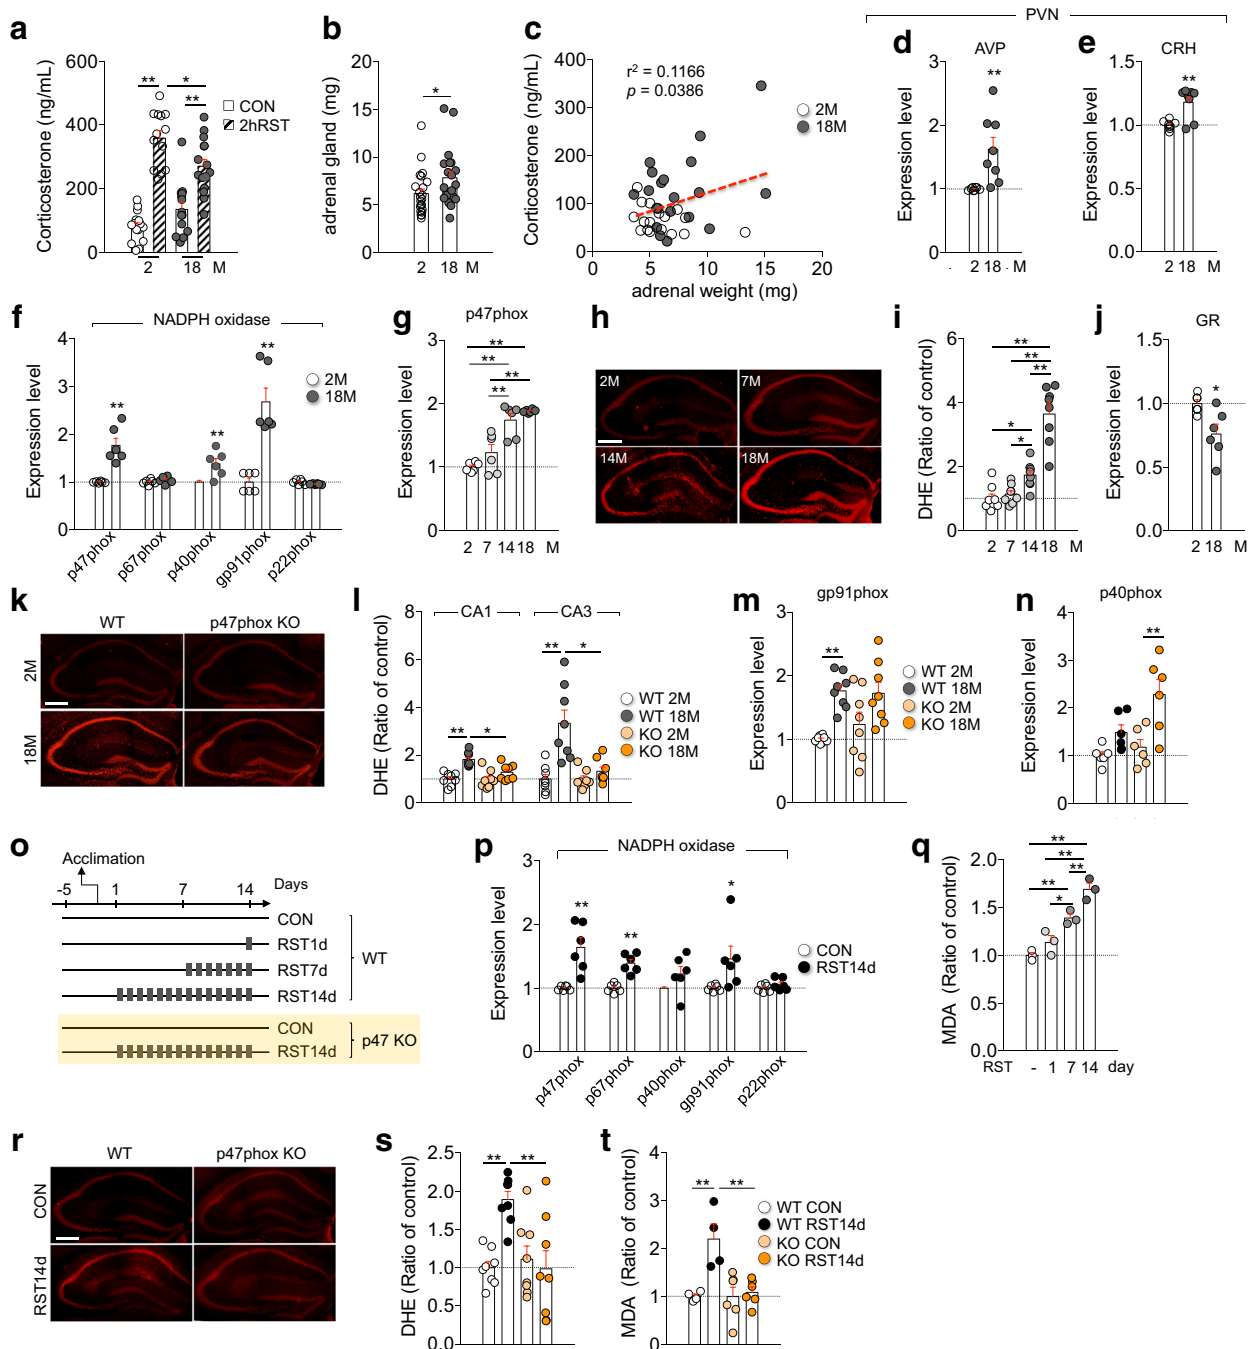 a
Corticosterone (ng/mL)
600
400
200
0
**
*
**
CON
2hRST
2 18 M
b
adrenal gland (mg)
20
15
10
5
0
*
2 18 M
c
Corticosterone (ng/mL)
400
300
200
100
0
r² = 0.1166
p = 0.0386
2M
18M
0 5 10 15 20
adrenal weight (mg)
PVN
d
AVP
Expression level
3
2
1
0
**
2 18 M
e
CRH
Expression level
1.5
1.0
0.5
0.0
**
2 18 M
f
NADPH oxidase
Expression level
4
3
2
1
0
** ** **
2M
18M
p47phox p67phox p40phox gp91phox p22phox
g
p47phox
Expression level
3
2
1
0
**
**
**
**
2 7 14 18 M
h
2M 7M
14M 18M
i
DHE (Ratio of control)
6
4
2
0
**
**
**
*
*
2 7 14 18 M
j
GR
Expression level
1.5
1.0
0.5
0.0
*
2 18 M
k
WT p47phox KO
2M
18M
l
CA1 CA3
DHE (Ratio of control)
8
6
4
2
0
** * ** *
WT 2M
WT 18M
KO 2M
KO 18M
m
gp91phox
Expression level
3
2
1
0
**
WT 2M
WT 18M
KO 2M
KO 18M
n
p40phox
Expression level
4
3
2
1
0
**
o
Acclimation
-5 1 7 14 Days
CON
RST1d
RST7d
RST14d
WT
CON
RST14d
p47 KO
p
NADPH oxidase
Expression level
3
2
1
0
** ** *
CON
RST14d
p47phox p67phox p40phox gp91phox p22phox
q
MDA (Ratio of control)
2.0
1.5
1.0
0.5
0.0
**
**
**
**
*
RST - 1 7 14 day
r
WT p47phox KO
CON
RST14d
s
DHE (Ratio of control)
2.5
2.0
1.5
1.0
0.5
0.0
** **
t
MDA (Ratio of control)
4
3
2
1
0
** **
WT CON
WT RST14d
KO CON
KO RST14d